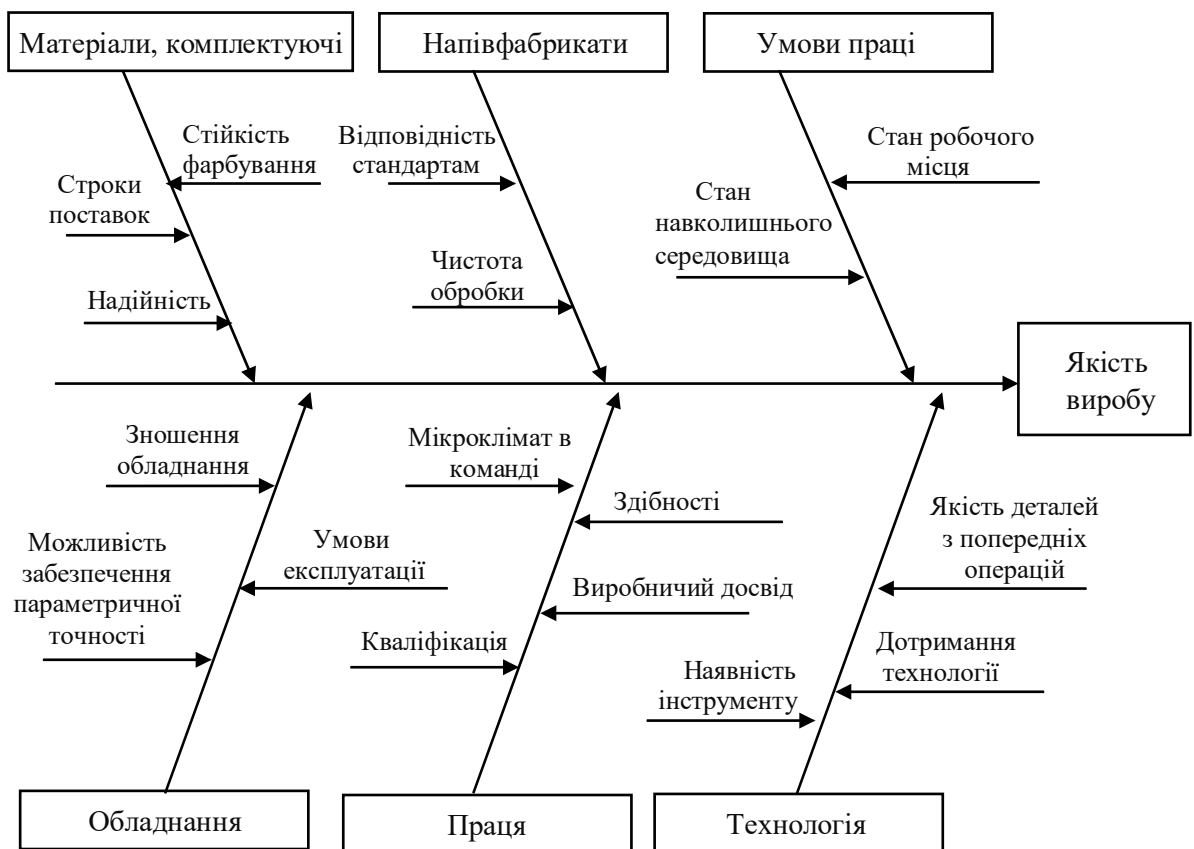 Матеріали, комплектуючі
Напівфабрикати
Умови праці
Стійкість
фарбування
Строки
поставок
Надійність
Відповідність
стандартам
Чистота
обробки
Стан робочого
місця
Стан
навколишнього
середовища
Якість
виробу
Зношення
обладнання
Умови
експлуатації
Можливість
забезпечення
параметричної
точності
Мікроклімат в
команді
Здібності
Виробничий досвід
Кваліфікація
Якість деталей
з попередніх
операцій
Дотримання
технології
Наявність
інструменту
Обладнання
Праця
Технологія